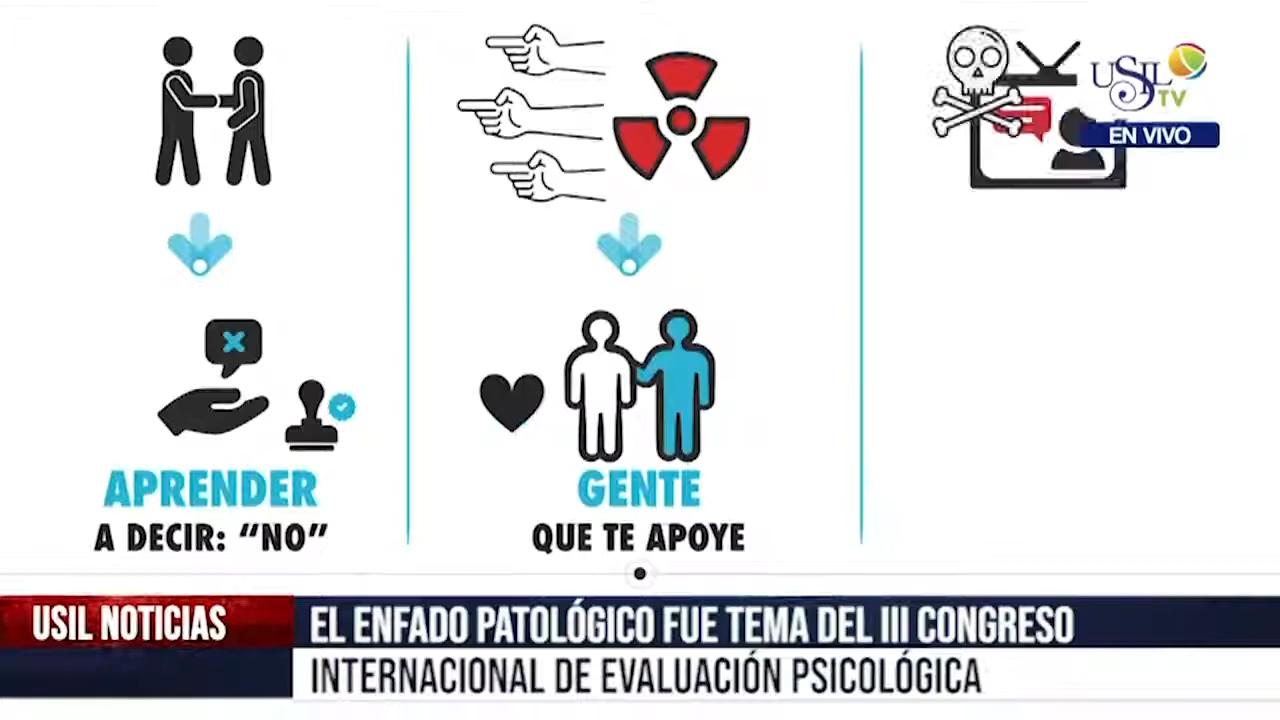 USIL
TV
EN VIVO
APRENDER
A DECIR: “NO”
GENTE
QUE TE APOYE
USIL NOTICIAS
EL ENFADO PATOLÓGICO FUE TEMA DEL III CONGRESO
INTERNACIONAL DE EVALUACIÓN PSICOLÓGICA